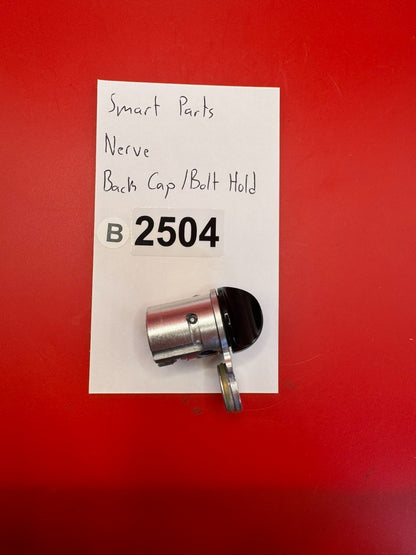 Smart Parts
Nerve
Back Cap/Bolt Hold
B 2504